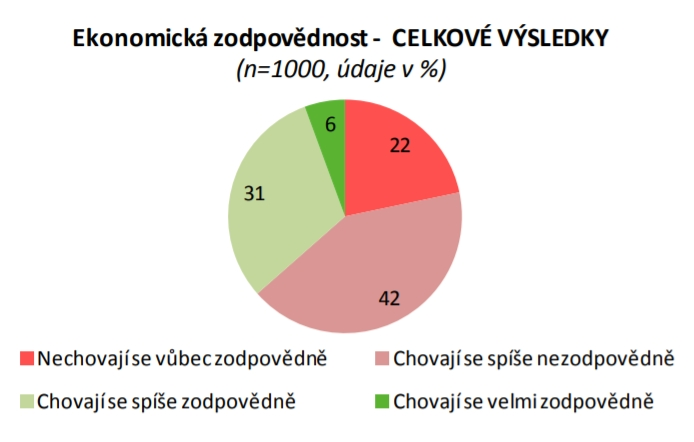 Ekonomická zodpovědnost - CELKOVÉ VÝSLEDKY
(n=1000, údaje v %)
6
22
31
42
Nechovají se vůbec zodpovědně
Chovají se spíše nezodpovědně
Chovají se spíše zodpovědně
Chovají se velmi zodpovědně